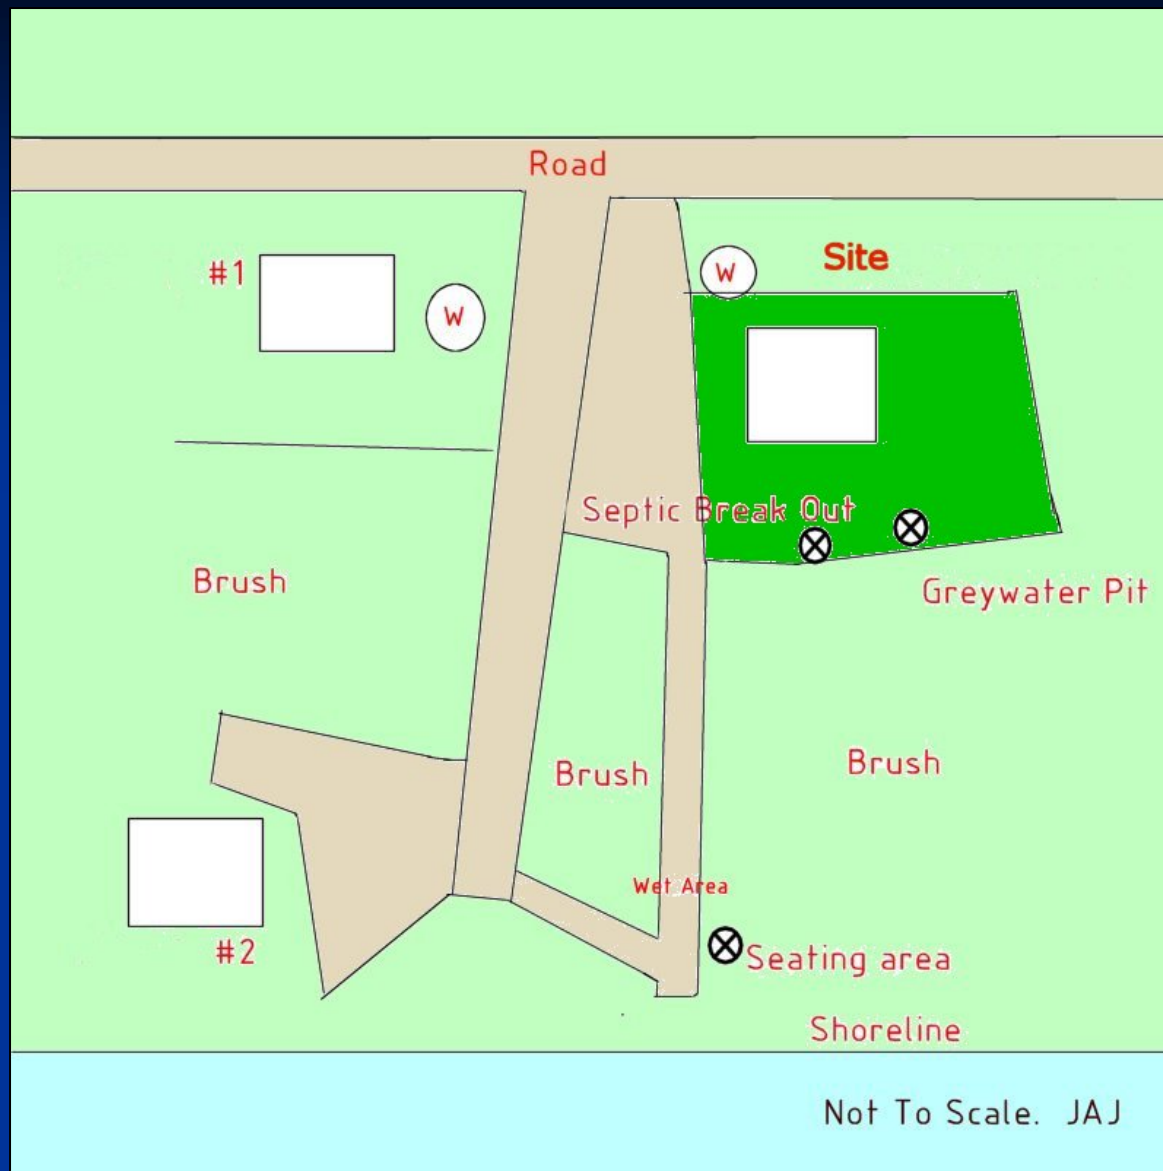 Road
Site
#1
W
W
Septic Break Out
Brush
Greywater Pit
Brush
Brush
Wet Area
#2
Seating area
Shoreline
Not To Scale. JAJ